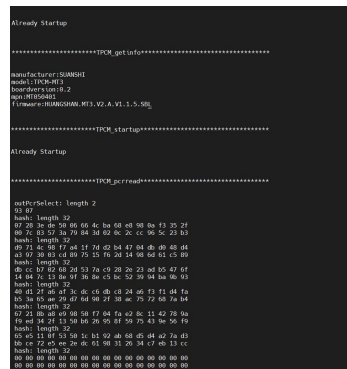 Already Startup
***********************TPCM_getinfo***********************************
manufacturer:SUANSHI
model:TPCM-MT3
boardversion:0.2
mpn:MT050401
firmware:HUANGSHAN.MT3.V2.A.V1.1.5.SBL
***********************TPCM_startup***********************************
Already Startup
***********************TPCM_pcrread***********************************
outPcrSelect: length 2
93 07
hash: length 32
07 28 3e de 50 06 66 4c ba 68 e8 98 0a f3 35 2f
00 7c 83 57 3a 79 84 3d 02 0c 2c cc 96 5c 23 b3
hash: length 32
d9 71 4c 98 f7 a4 1f 7d d2 b4 47 04 db d0 48 d4
a3 97 30 03 cd 89 75 15 f6 2d 14 98 6d 61 c5 89
hash: length 32
db cc b7 02 68 2d 53 7a c9 28 2e 23 ad b5 47 6f
14 04 7c 13 8e 9f 36 8e c5 bc 52 39 94 ba 9b 93
hash: length 32
40 d1 2f a6 af 3c dc c6 db c8 24 a6 f3 f1 d4 fa
b5 3a 65 ae 29 d7 6d 90 2f 38 ac 75 72 68 7a b4
hash: length 32
67 21 8b a8 e9 98 50 f7 04 fa e2 8c 11 42 78 9a
f9 ed 34 2f 13 50 b6 26 95 8f 59 75 43 9e 56 f9
hash: length 32
65 e5 11 0f 53 50 1c b1 92 ab 68 d5 d4 a2 7a d3
bb ce 72 e5 ee 2e dc 61 98 31 26 34 c7 eb 13 cc
hash: length 32
00 00 00 00 00 00 00 00 00 00 00 00 00 00 00 00
00 00 00 00 00 00 00 00 00 00 00 00 00 00 00 00